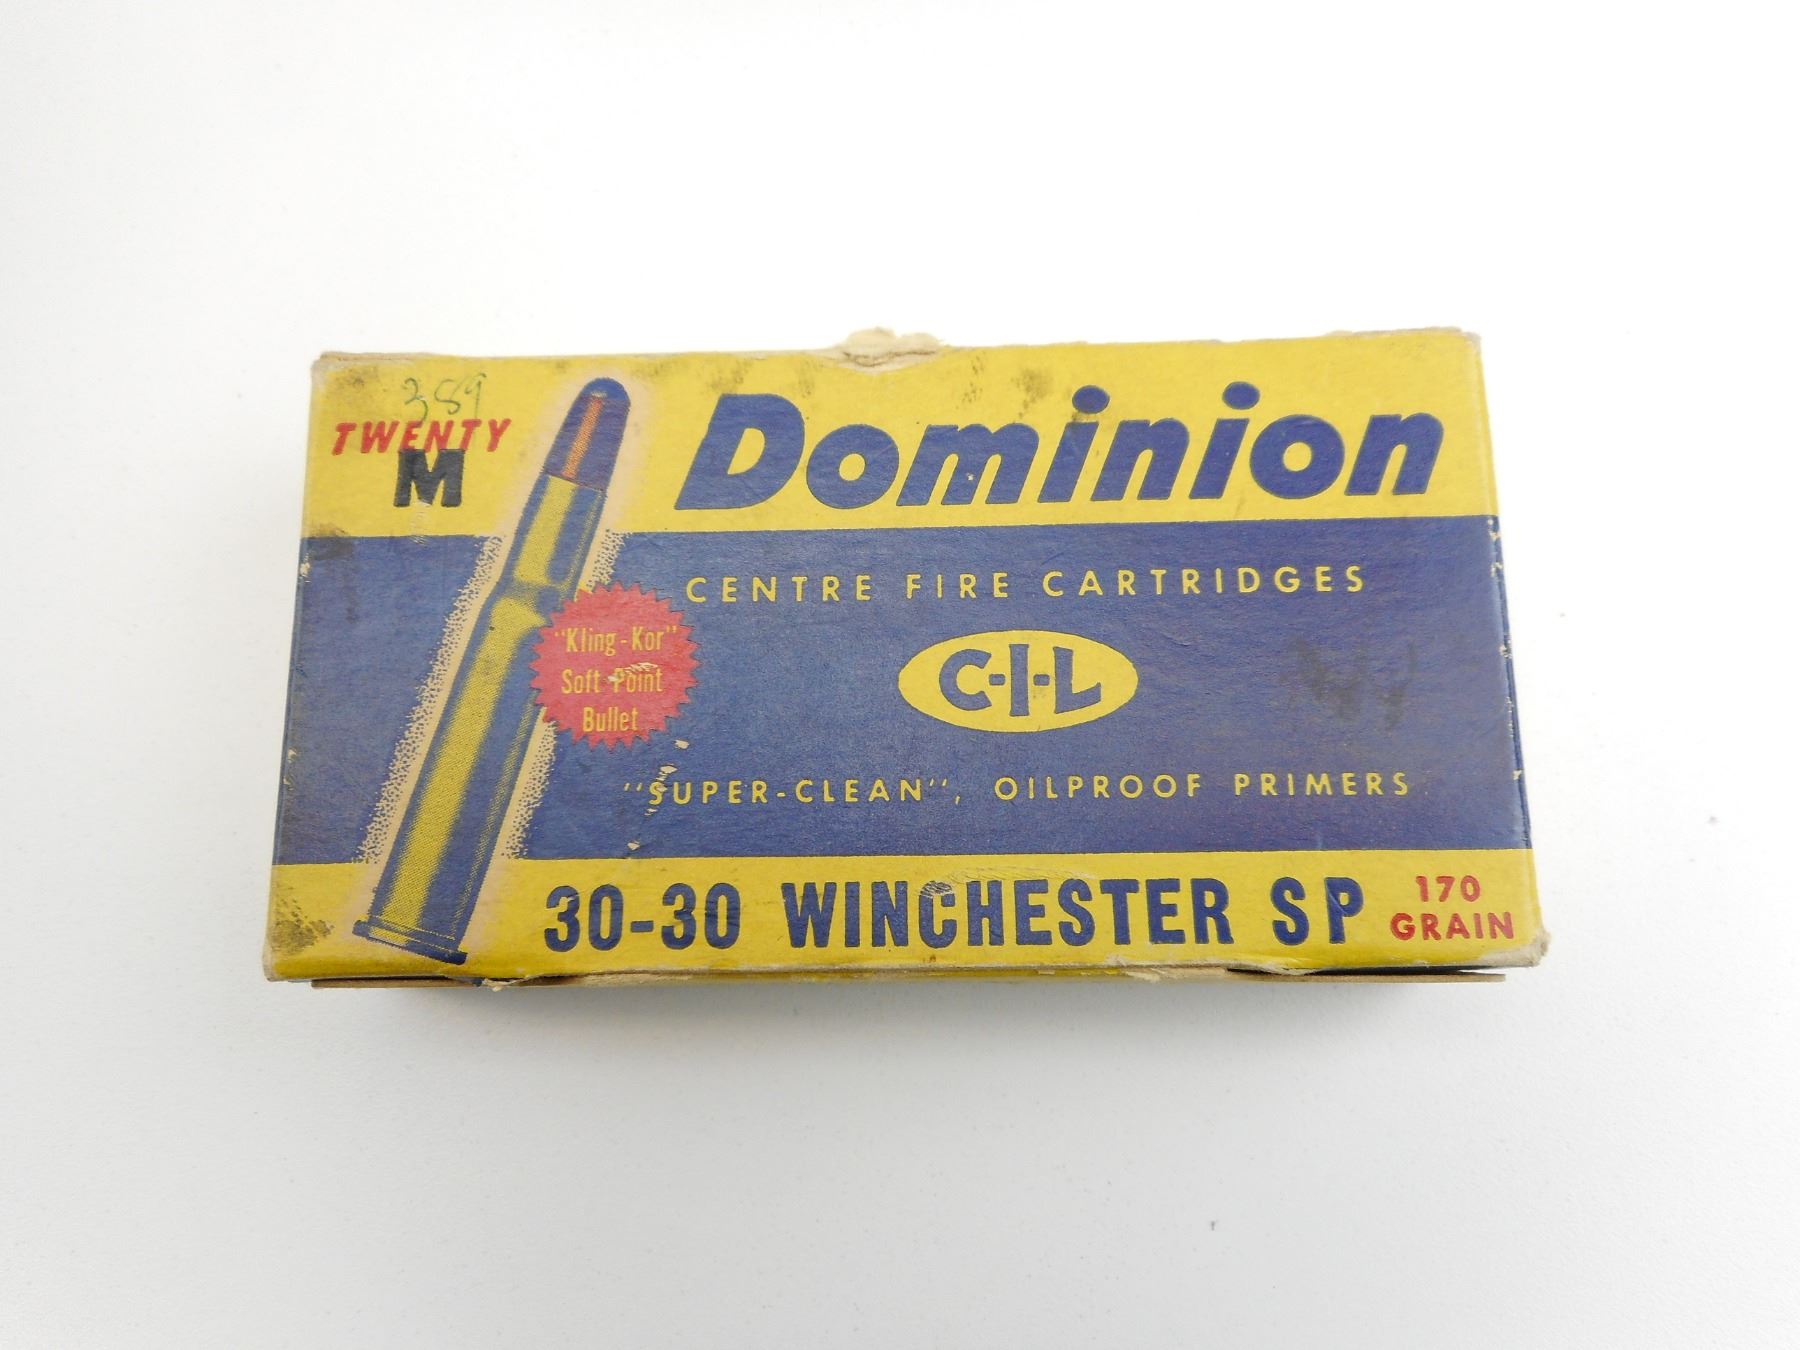 389
TWENTY
M
Dominion
CENTRE FIRE CARTRIDGES
"Kling-Kor"
Soft Point
Bullet
C-I-L
"SUPER-CLEAN", OILPROOF PRIMERS
30-30 WINCHESTER SP
170
GRAIN